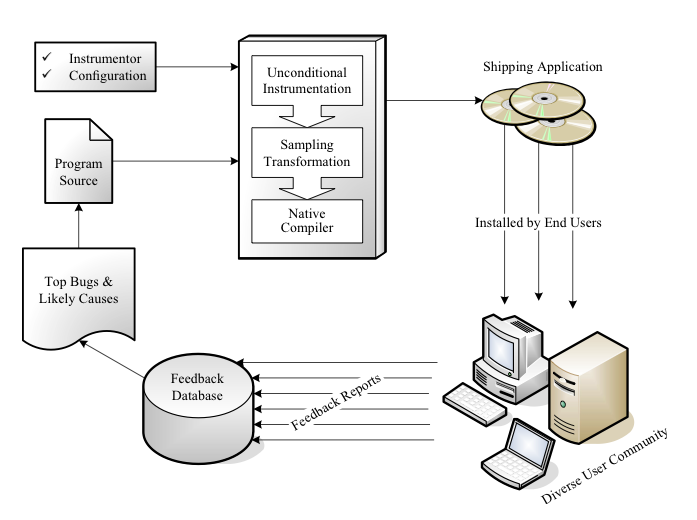 ✓ Instrumentor
✓ Configuration
Unconditional
Instrumentation
Sampling
Transformation
Native
Compiler
Shipping Application
Program
Source
Installed by End Users
Top Bugs &
Likely Causes
Feedback
Database
Feedback Reports
Diverse User Community